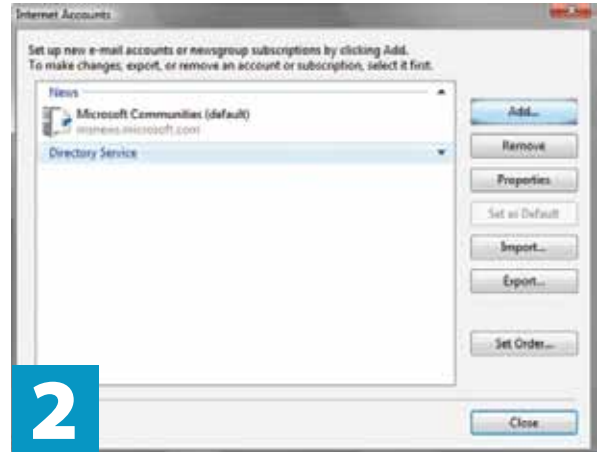 Internet Accounts
Set up new e-mail accounts or newsgroup subscriptions by clicking Add.
To make changes, export, or remove an account or subscription, select it first.
News
Microsoft Communities (default)
msnews.microsoft.com
Directory Service
Add...
Remove
Properties
Set as Default
Import...
Export...
Set Order...
Close
2